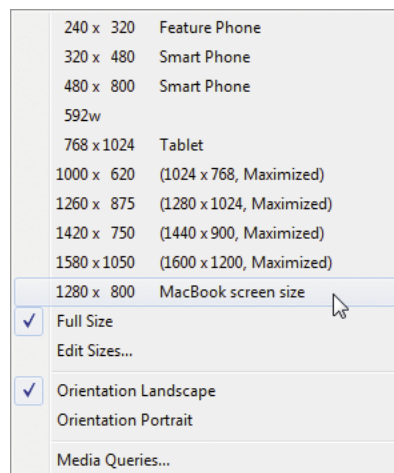 240 x 320 Feature Phone
320 x 480 Smart Phone
480 x 800 Smart Phone
592w
768 x 1024 Tablet
1000 x 620 (1024 x 768, Maximized)
1260 x 875 (1280 x 1024, Maximized)
1420 x 750 (1440 x 900, Maximized)
1580 x 1050 (1600 x 1200, Maximized)
1280 x 800 MacBook screen size
Full Size
Edit Sizes...
Orientation Landscape
Orientation Portrait
Media Queries...